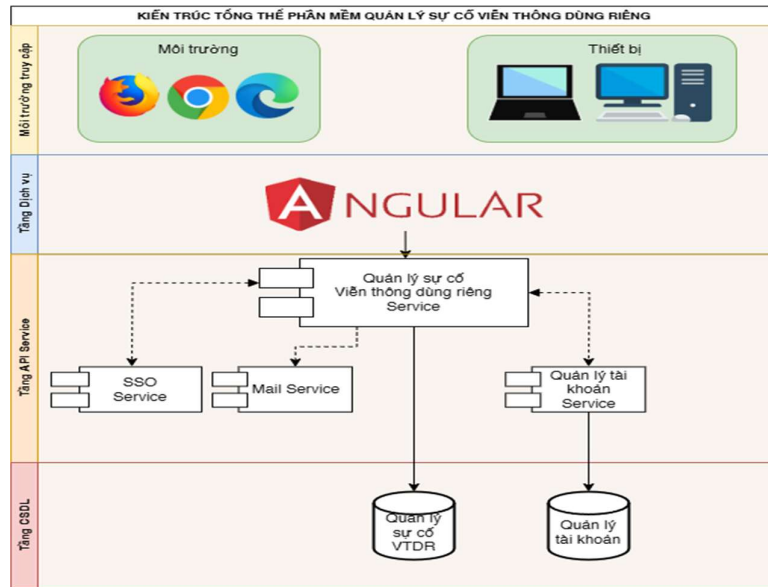 KIẾN TRÚC TỔNG THỂ PHẦN MỀM QUẢN LÝ SỰ CỐ VIỄN THÔNG DÙNG RIÊNG
Môi trường truy cập
Môi trường
Thiết bị
Tầng Dịch vụ
ANGULAR
Tầng API Service
Quản lý sự cố
Viễn thông dùng riêng
Service
SSO
Service
Mail Service
Quản lý tài
khoản
Service
Tầng CSDL
Quản lý
sự cố
VTDR
Quản lý
tài khoản